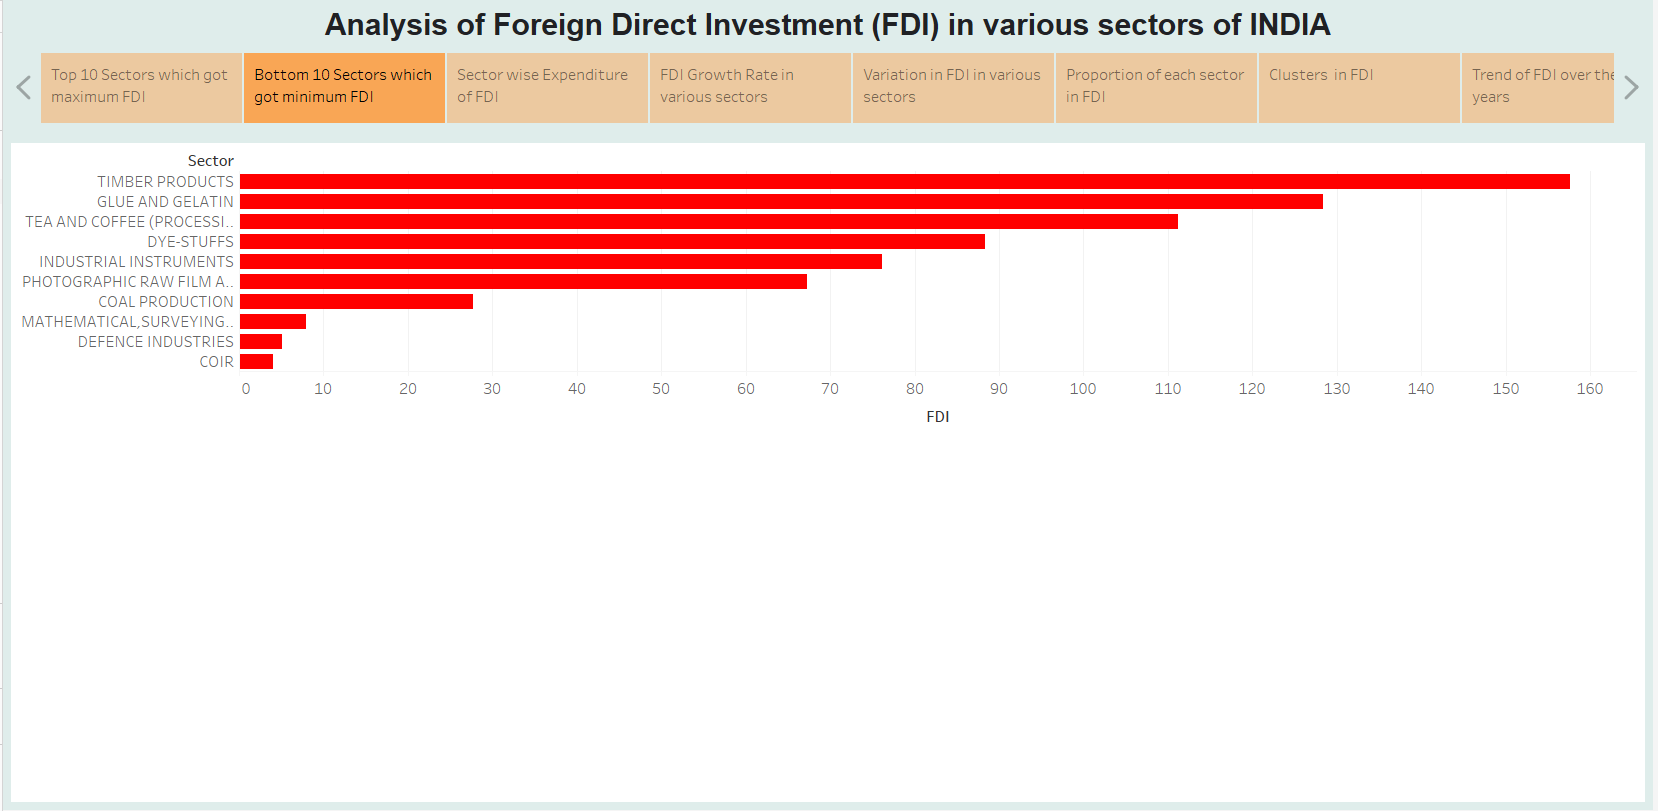 Analysis of Foreign Direct Investment (FDI) in various sectors of INDIA
Top 10 Sectors which got
maximum FDI
Bottom 10 Sectors which
got minimum FDI
Sector wise Expenditure
of FDI
FDI Growth Rate in
various sectors
Variation in FDI in various
sectors
Proportion of each sector
in FDI
Clusters in FDI
Trend of FDI over the
years
Sector
TIMBER PRODUCTS
GLUE AND GELATIN
TEA AND COFFEE (PROCESSI..
DYE-STUFFS
INDUSTRIAL INSTRUMENTS
PHOTOGRAPHIC RAW FILM A..
COAL PRODUCTION
MATHEMATICAL,SURVEYING..
DEFENCE INDUSTRIES
COIR
0 10 20 30 40 50 60 70 80 90 100 110 120 130 140 150 160
FDI